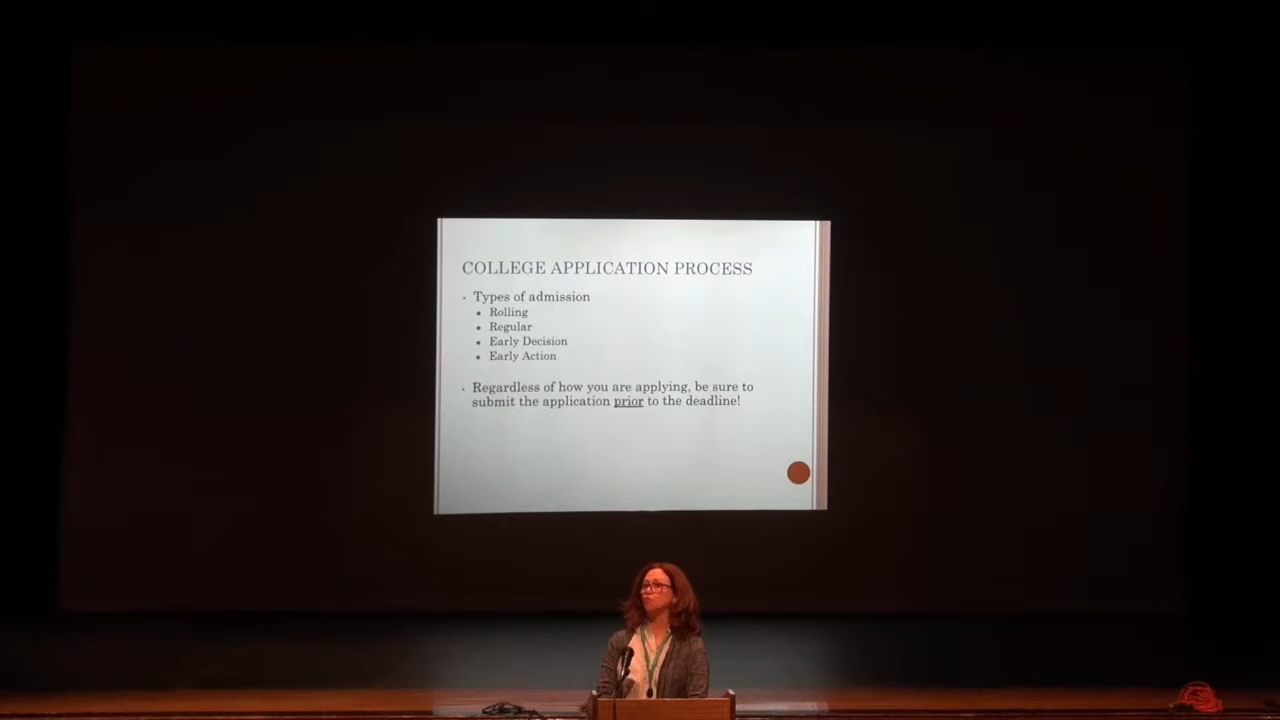 COLLEGE APPLICATION PROCESS
• Types of admission
• Rolling
• Regular
• Early Decision
• Early Action
• Regardless of how you are applying, be sure to
submit the application prior to the deadline!